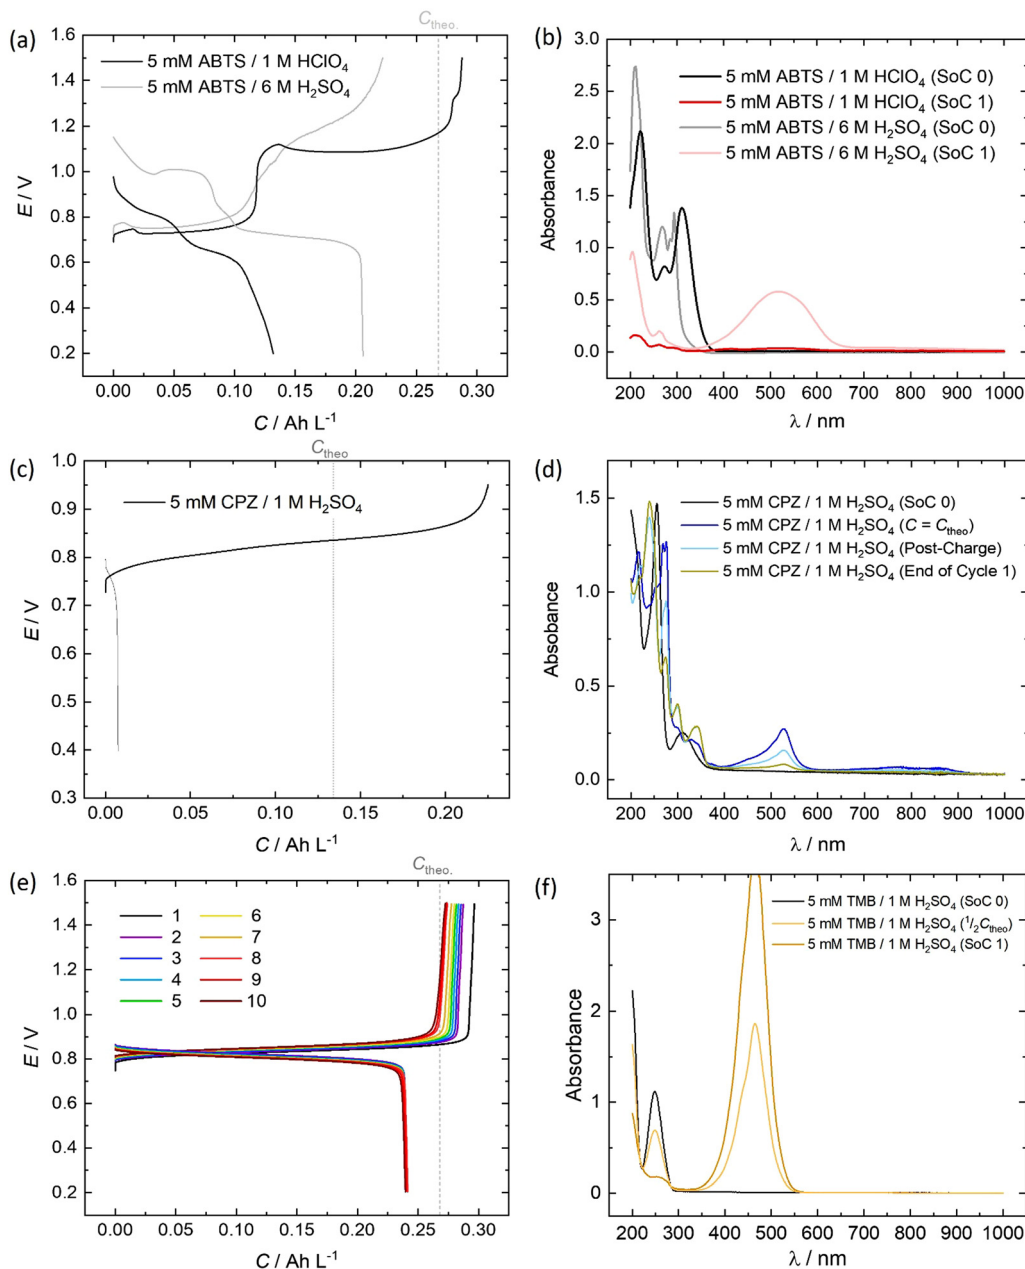 (a)
C_theo.
5 mM ABTS / 1 M HClO₄
5 mM ABTS / 6 M H₂SO₄
1.6
1.4
1.2
1.0
0.8
0.6
0.4
0.2
E / V
0.00 0.05 0.10 0.15 0.20 0.25 0.30
C / Ah L⁻¹
(b)
5 mM ABTS / 1 M HClO₄ (SoC 0)
5 mM ABTS / 1 M HClO₄ (SoC 1)
5 mM ABTS / 6 M H₂SO₄ (SoC 0)
5 mM ABTS / 6 M H₂SO₄ (SoC 1)
3.0
2.5
2.0
1.5
1.0
0.5
0.0
Absorbance
200 300 400 500 600 700 800 900 1000
λ / nm
(c)
C_theo
5 mM CPZ / 1 M H₂SO₄
1.0
0.9
0.8
0.7
0.6
0.5
0.4
0.3
E / V
0.00 0.05 0.10 0.15 0.20
C / Ah L⁻¹
(d)
5 mM CPZ / 1 M H₂SO₄ (SoC 0)
5 mM CPZ / 1 M H₂SO₄ (C = C_theo)
5 mM CPZ / 1 M H₂SO₄ (Post-Charge)
5 mM CPZ / 1 M H₂SO₄ (End of Cycle 1)
1.5
1.0
0.5
0.0
Absobance
200 300 400 500 600 700 800 900 1000
λ / nm
(e)
C_theo.
1 6
2 7
3 8
4 9
5 10
1.6
1.4
1.2
1.0
0.8
0.6
0.4
0.2
E / V
0.00 0.05 0.10 0.15 0.20 0.25 0.30
C / Ah L⁻¹
(f)
5 mM TMB / 1 M H₂SO₄ (SoC 0)
5 mM TMB / 1 M H₂SO₄ (¹/₂C_theo)
5 mM TMB / 1 M H₂SO₄ (SoC 1)
3
2
1
0
Absorbance
200 300 400 500 600 700 800 900 1000
λ / nm